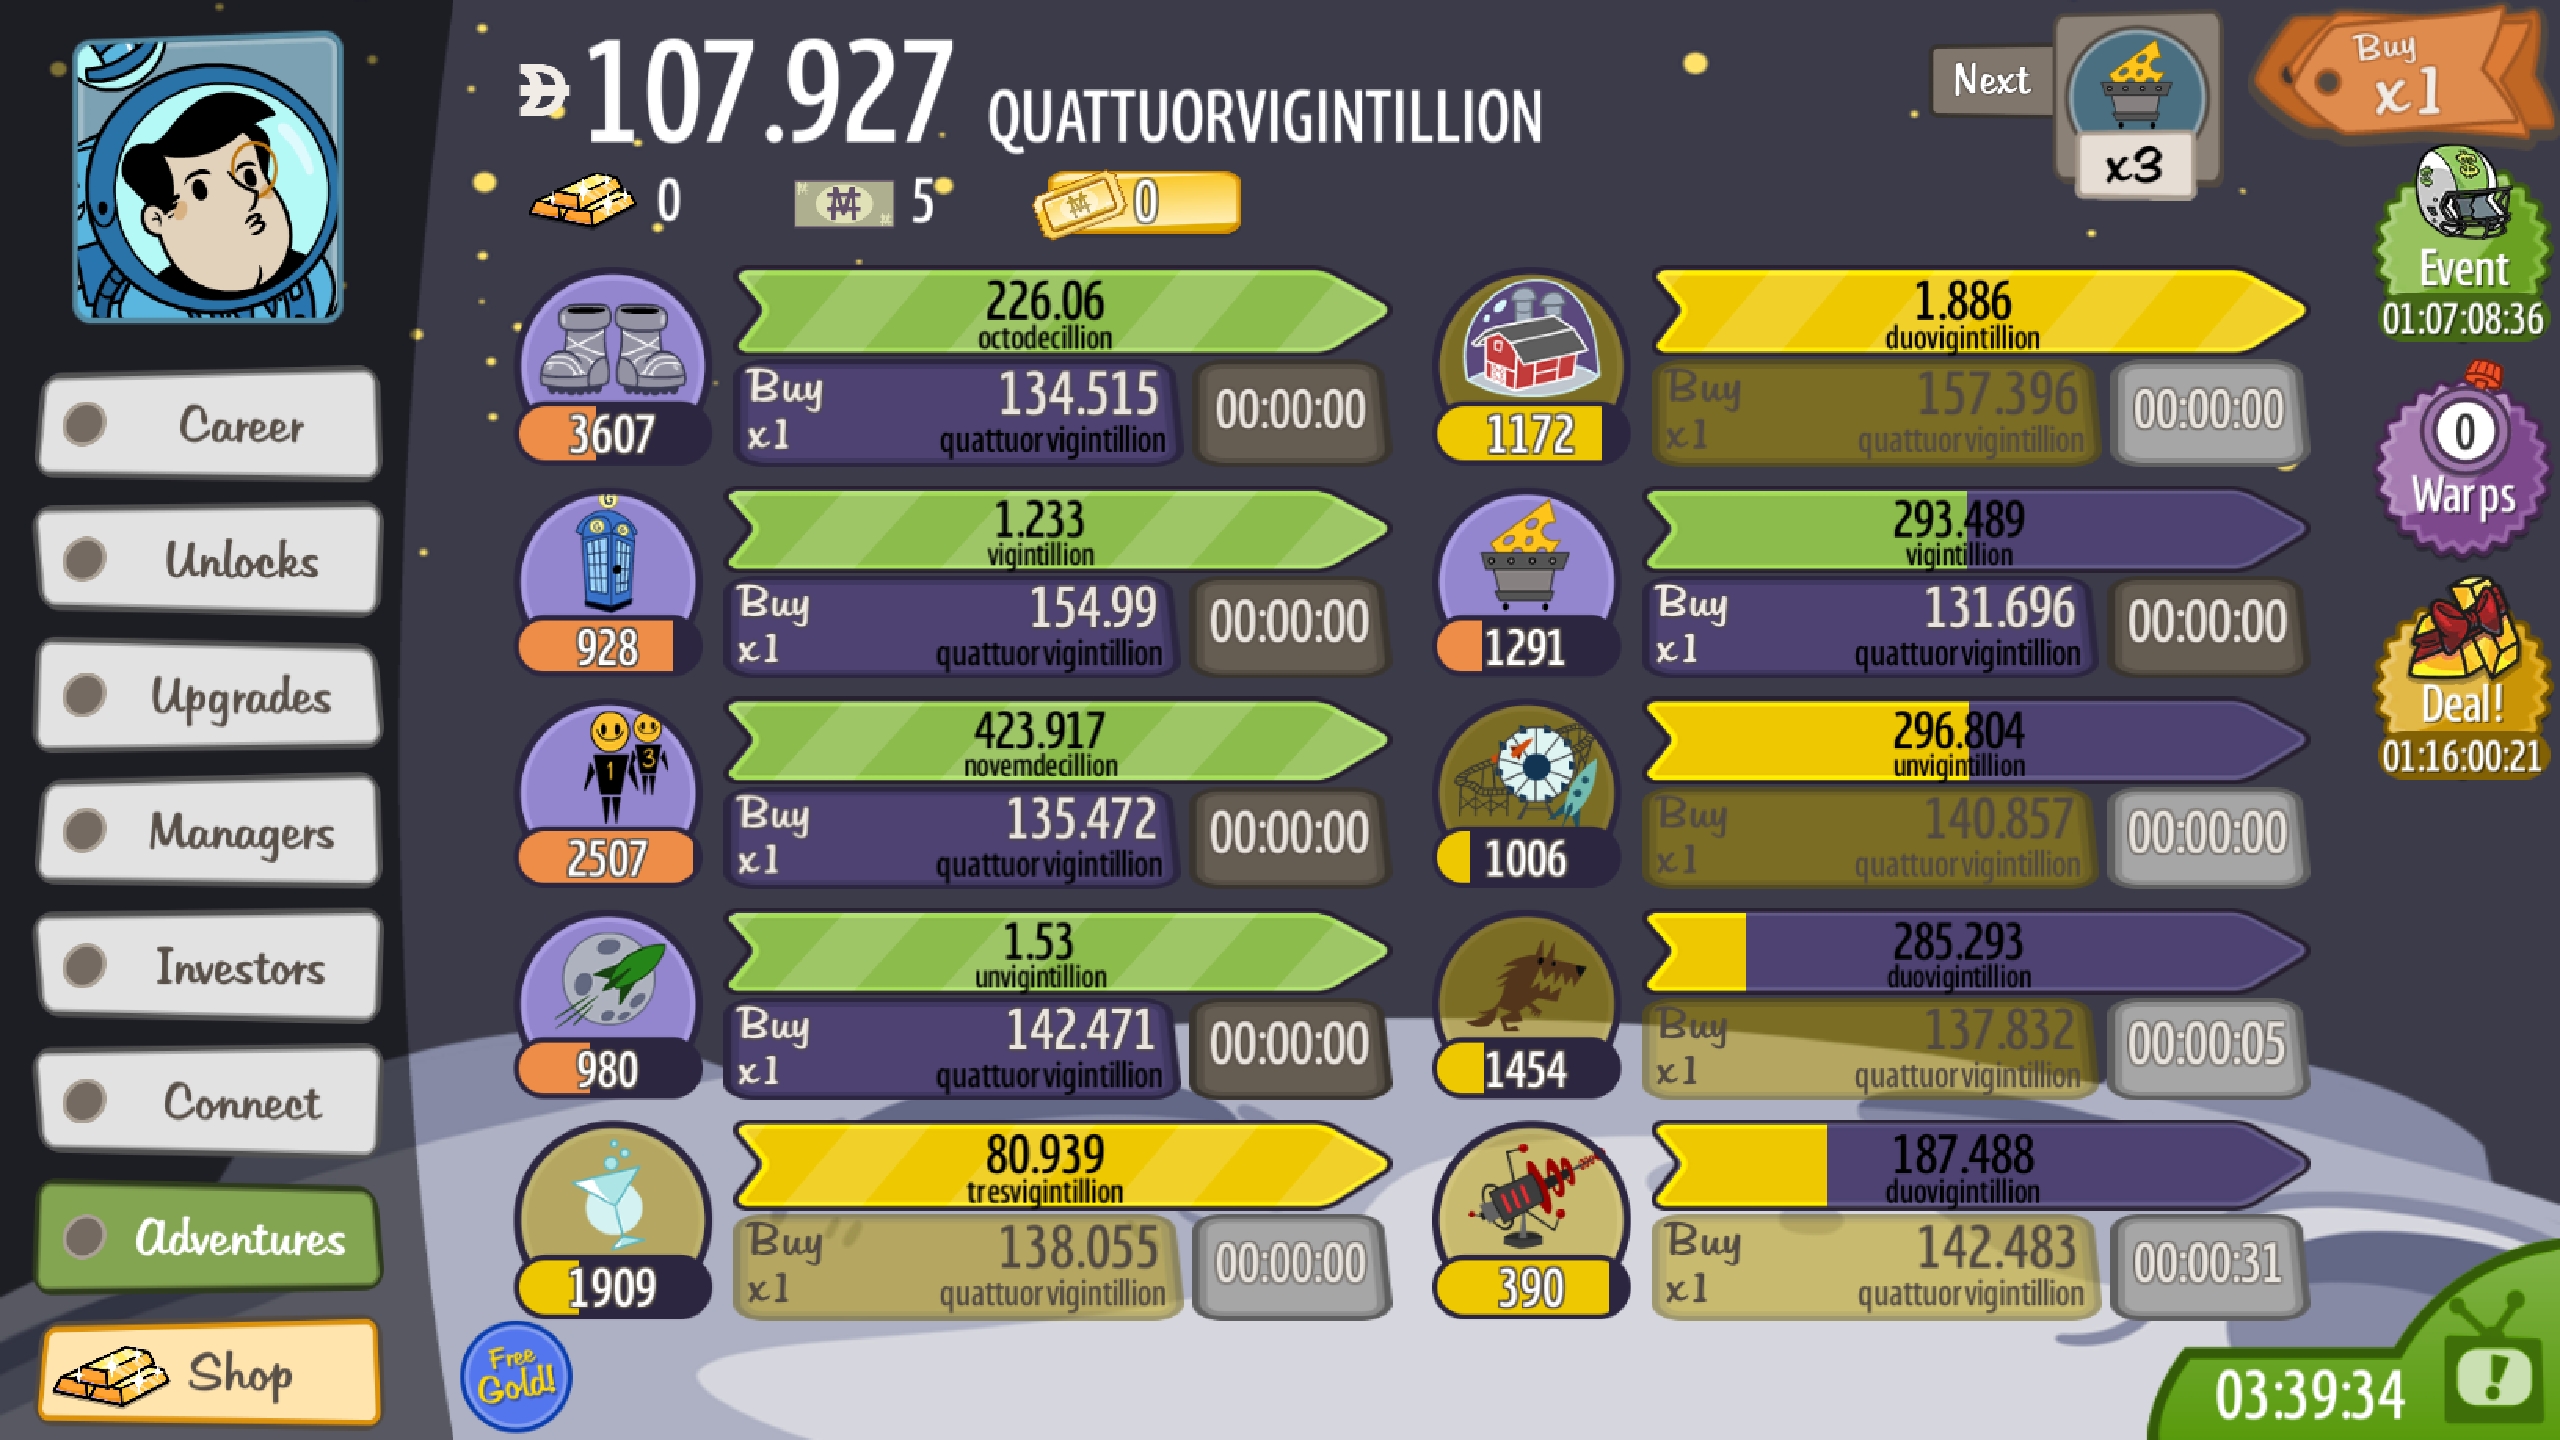 107.927 QUATTUORVIGINTILLION
Next
x3
Buy
x1
0
5
0
Event
01:07:08:36
0
Warps
Deal!
01:16:00:21
Career
Unlocks
Upgrades
Managers
Investors
Connect
Adventures
Shop
226.06
octodecillion
3607
Buy
x1
134.515
quattuorvigintillion
00:00:00
G
1.233
vigintillion
928
Buy
x1
154.99
quattuorvigintillion
00:00:00
1
3
423.917
novemdecillion
2507
Buy
x1
135.472
quattuorvigintillion
00:00:00
1.53
unvigintillion
980
Buy
x1
142.471
quattuorvigintillion
00:00:00
80.939
tresvigintillion
1909
Buy
x1
138.055
quattuorvigintillion
00:00:00
1.886
duovigintillion
1172
Buy
x1
157.396
quattuorvigintillion
00:00:00
293.489
vigintillion
1291
Buy
x1
131.696
quattuorvigintillion
00:00:00
296.804
unvigintillion
1006
Buy
x1
140.857
quattuorvigintillion
00:00:00
285.293
duovigintillion
1454
Buy
x1
137.832
quattuorvigintillion
00:00:05
187.488
duovigintillion
390
Buy
x1
142.483
quattuorvigintillion
00:00:31
Free
Gold!
03:39:34
!